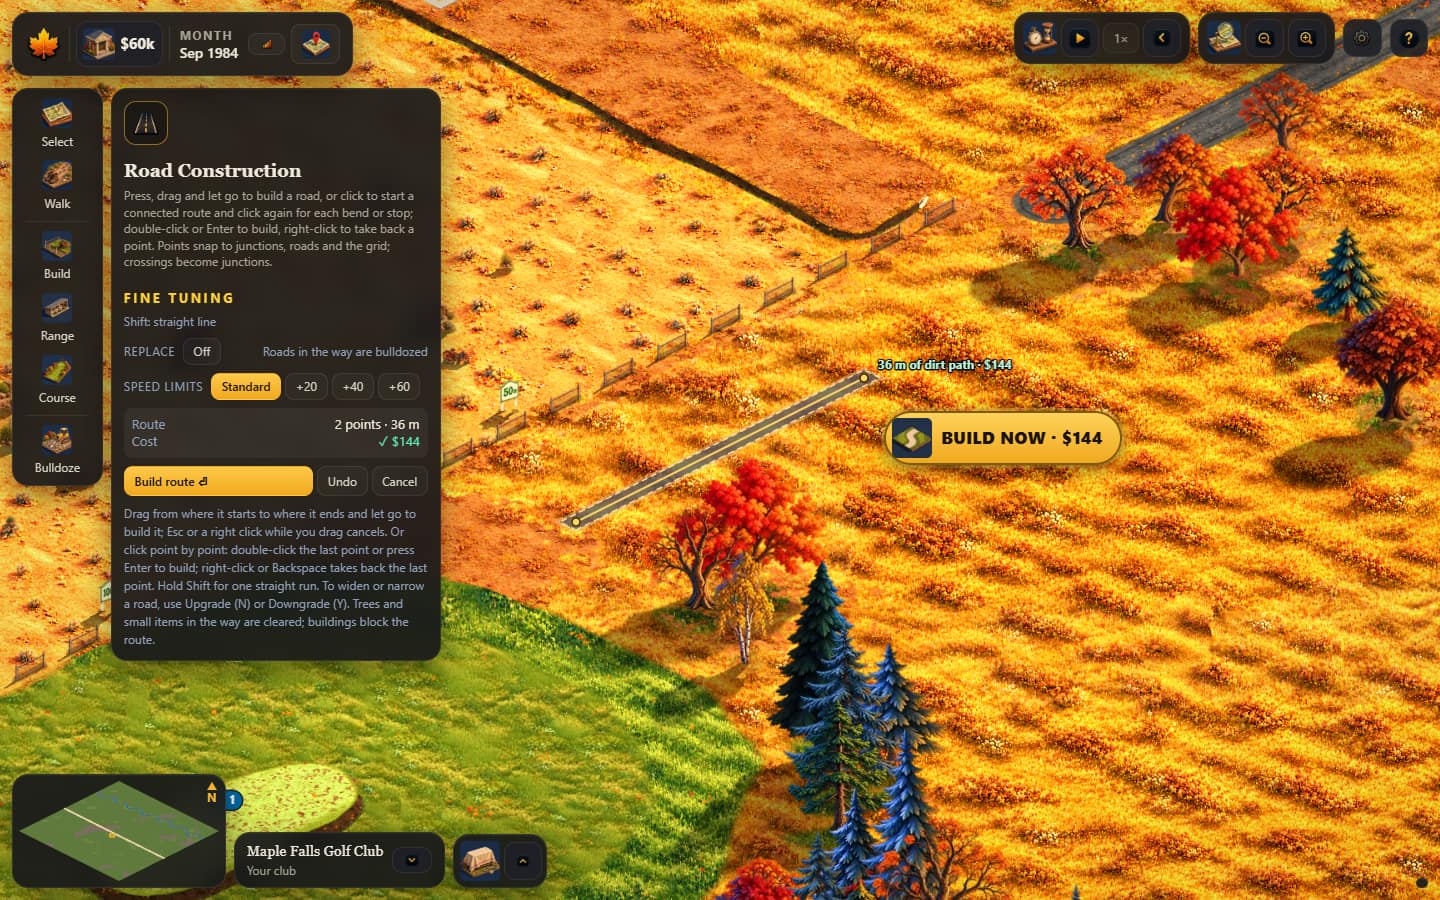 $60k
MONTH
Sep 1984
1×
?
Select
Walk
Build
Range
Course
Bulldoze
Road Construction
Press, drag and let go to build a road, or click to start a
connected route and click again for each bend or stop;
double-click or Enter to build, right-click to take back a
point. Points snap to junctions, roads and the grid;
crossings become junctions.
FINE TUNING
Shift: straight line
REPLACE Off Roads in the way are bulldozed
SPEED LIMITS Standard +20 +40 +60
Route 2 points · 36 m
Cost ✓ $144
Build route ⏎ Undo Cancel
Drag from where it starts to where it ends and let go to
build it; Esc or a right click while you drag cancels. Or
click point by point: double-click the last point or press
Enter to build; right-click or Backspace takes back the last
point. Hold Shift for one straight run. To widen or narrow
a road, use Upgrade (N) or Downgrade (Y). Trees and
small items in the way are cleared; buildings block the
route.
36 m of dirt path · $144
BUILD NOW · $144
50
N
1
Maple Falls Golf Club
Your club